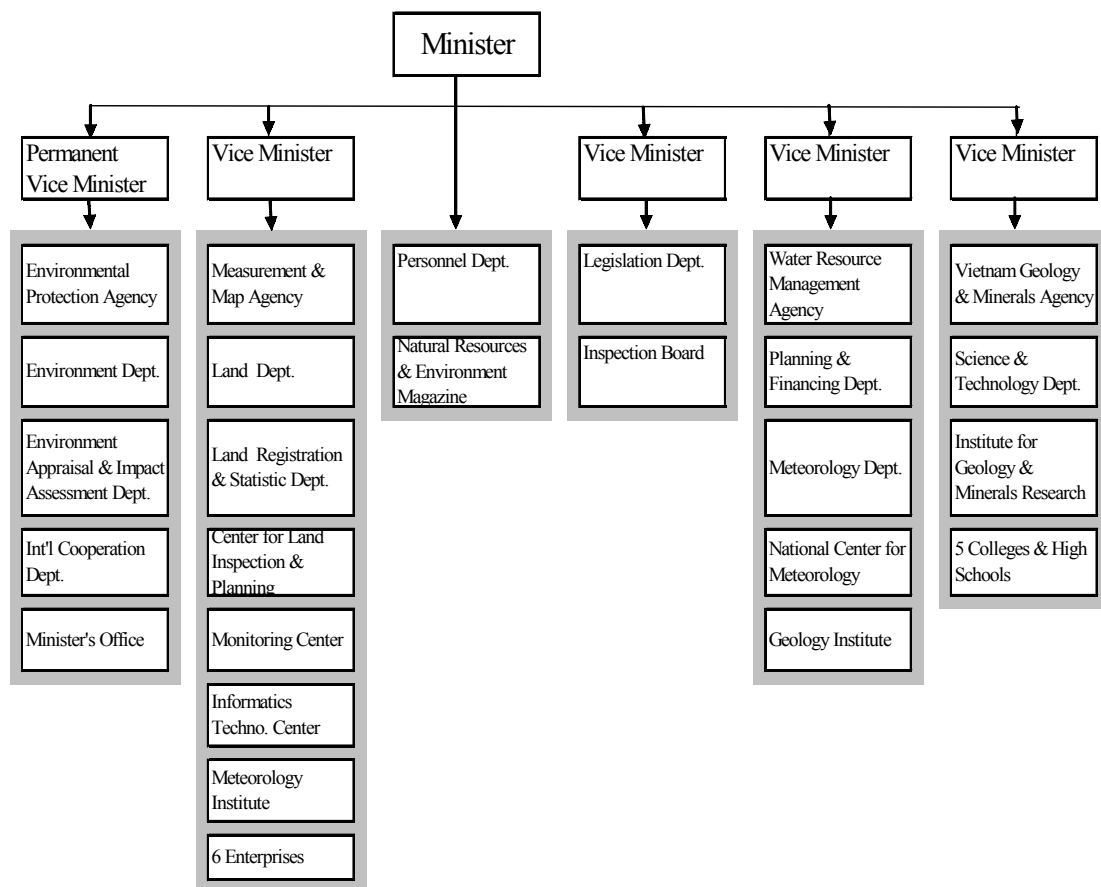 Minister
Permanent
Vice Minister
Vice Minister
Vice Minister
Vice Minister
Vice Minister
Environmental
Protection Agency
Environment Dept.
Environment
Appraisal & Impact
Assessment Dept.
Int'l Cooperation
Dept.
Minister's Office
Measurement &
Map Agency
Land Dept.
Land Registration
& Statistic Dept.
Center for Land
Inspection &
Planning
Monitoring Center
Informatics
Techno. Center
Meteorology
Institute
6 Enterprises
Personnel Dept.
Natural Resources
& Environment
Magazine
Legislation Dept.
Inspection Board
Water Resource
Management
Agency
Planning &
Financing Dept.
Meteorology Dept.
National Center for
Meteorology
Geology Institute
Vietnam Geology
& Minerals Agency
Science &
Technology Dept.
Institute for
Geology &
Minerals Research
5 Colleges & High
Schools